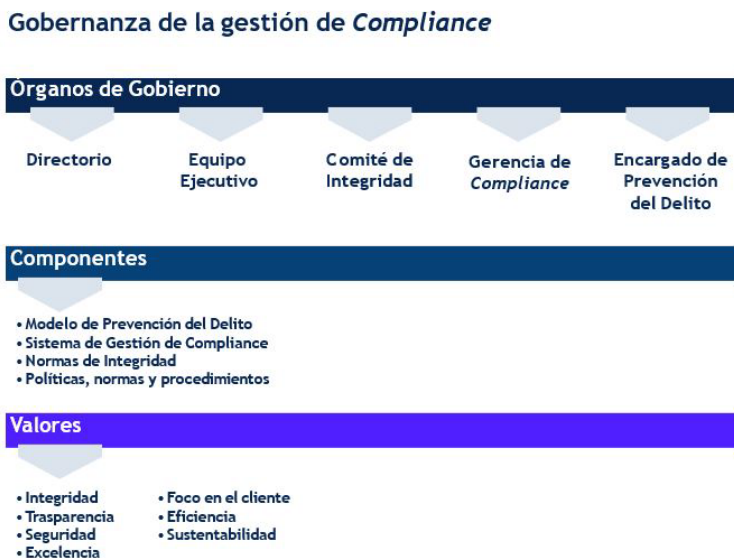 Gobernanza de la gestión de Compliance
Órganos de Gobierno
Directorio
Equipo
Ejecutivo
Comité de
Integridad
Gerencia de
Compliance
Encargado de
Prevención
del Delito
Componentes
• Modelo de Prevención del Delito
• Sistema de Gestión de Compliance
• Normas de Integridad
• Políticas, normas y procedimientos
Valores
• Integridad
• Trasparencia
• Seguridad
• Excelencia
• Foco en el cliente
• Eficiencia
• Sustentabilidad